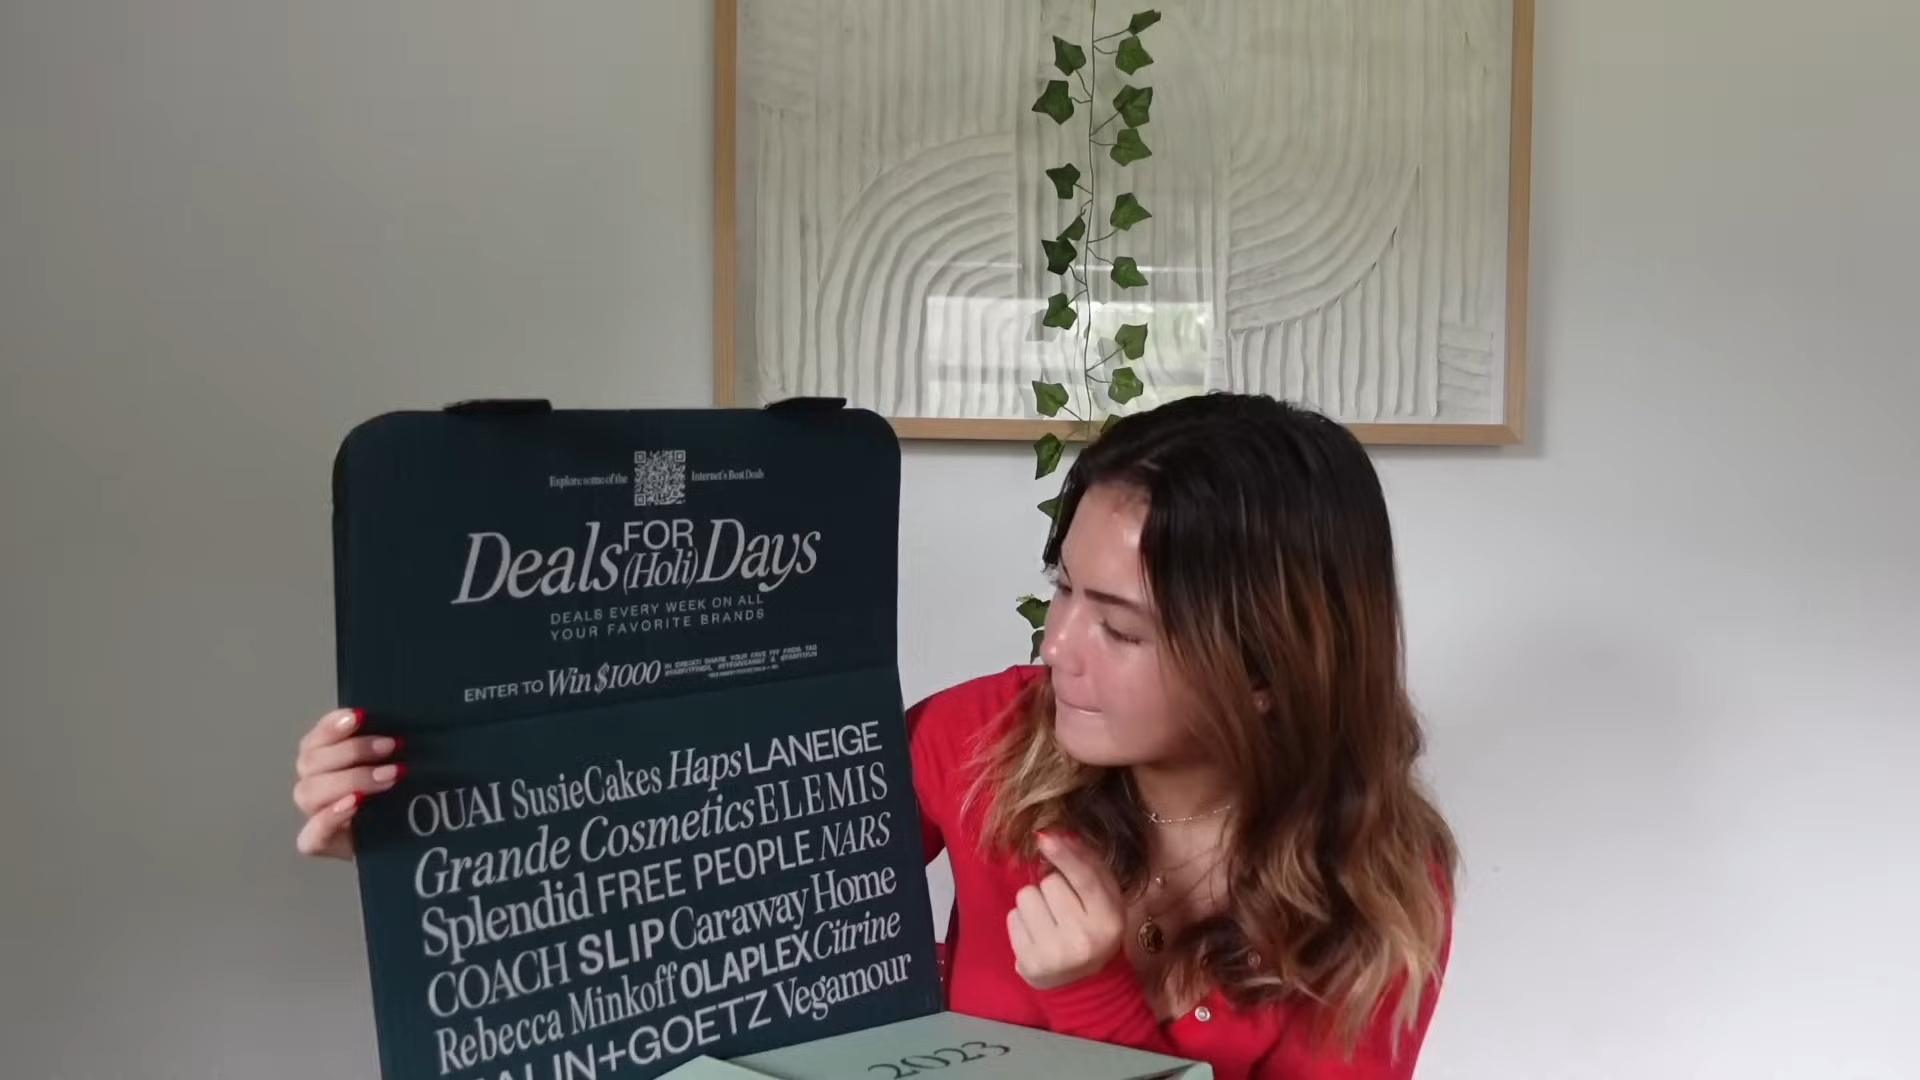 Explore some of the Internet's Best Deals
Deals FOR (Holi) Days
DEALS EVERY WEEK ON ALL
YOUR FAVORITE BRANDS
ENTER TO Win $1000
OUAI SusieCakes Haps LANEIGE
Grande Cosmetics ELEMIS
Splendid FREE PEOPLE NARS
COACH SLIP Caraway Home
Rebecca Minkoff OLAPLEX Citrine
+GOETZ Vegamour
2023